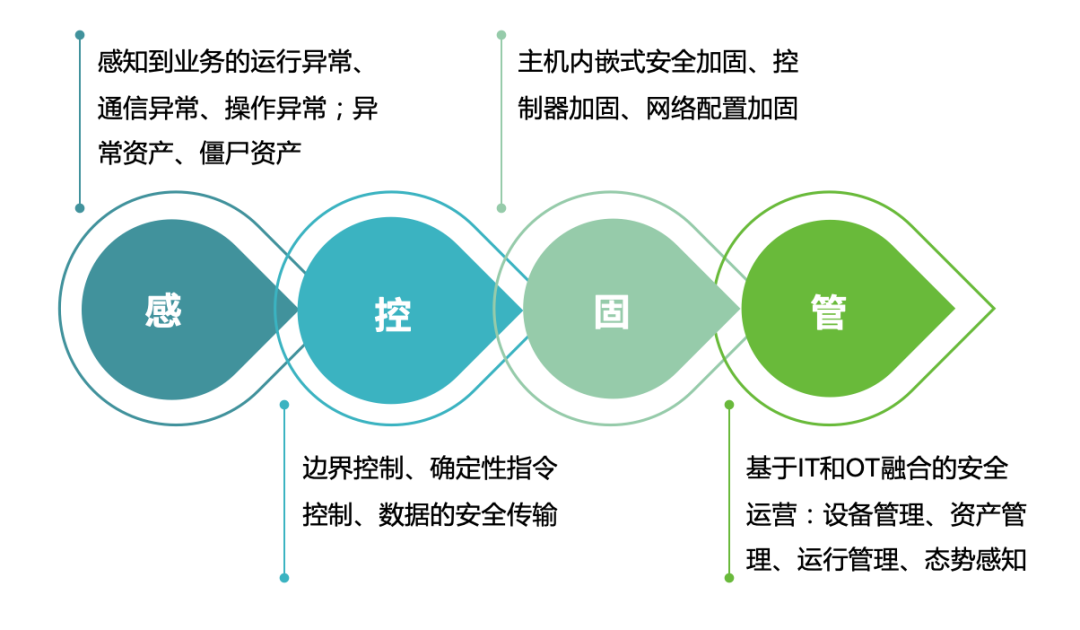 感知到业务的运行异常、
通信异常、操作异常；异
常资产、僵尸资产
主机内嵌式安全加固、控
制器加固、网络配置加固
感
控
固
管
边界控制、确定性指令
控制、数据的安全传输
基于IT和OT融合的安全
运营：设备管理、资产管
理、运行管理、态势感知